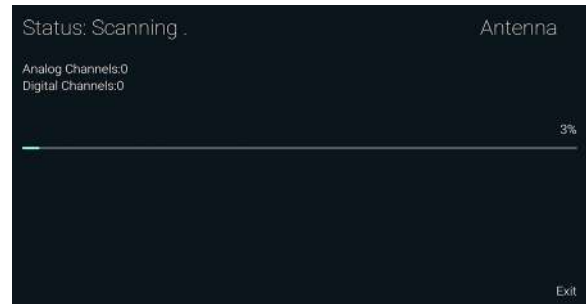 Status: Scanning .
Antenna
Analog Channels:0
Digital Channels:0
3%
Exit